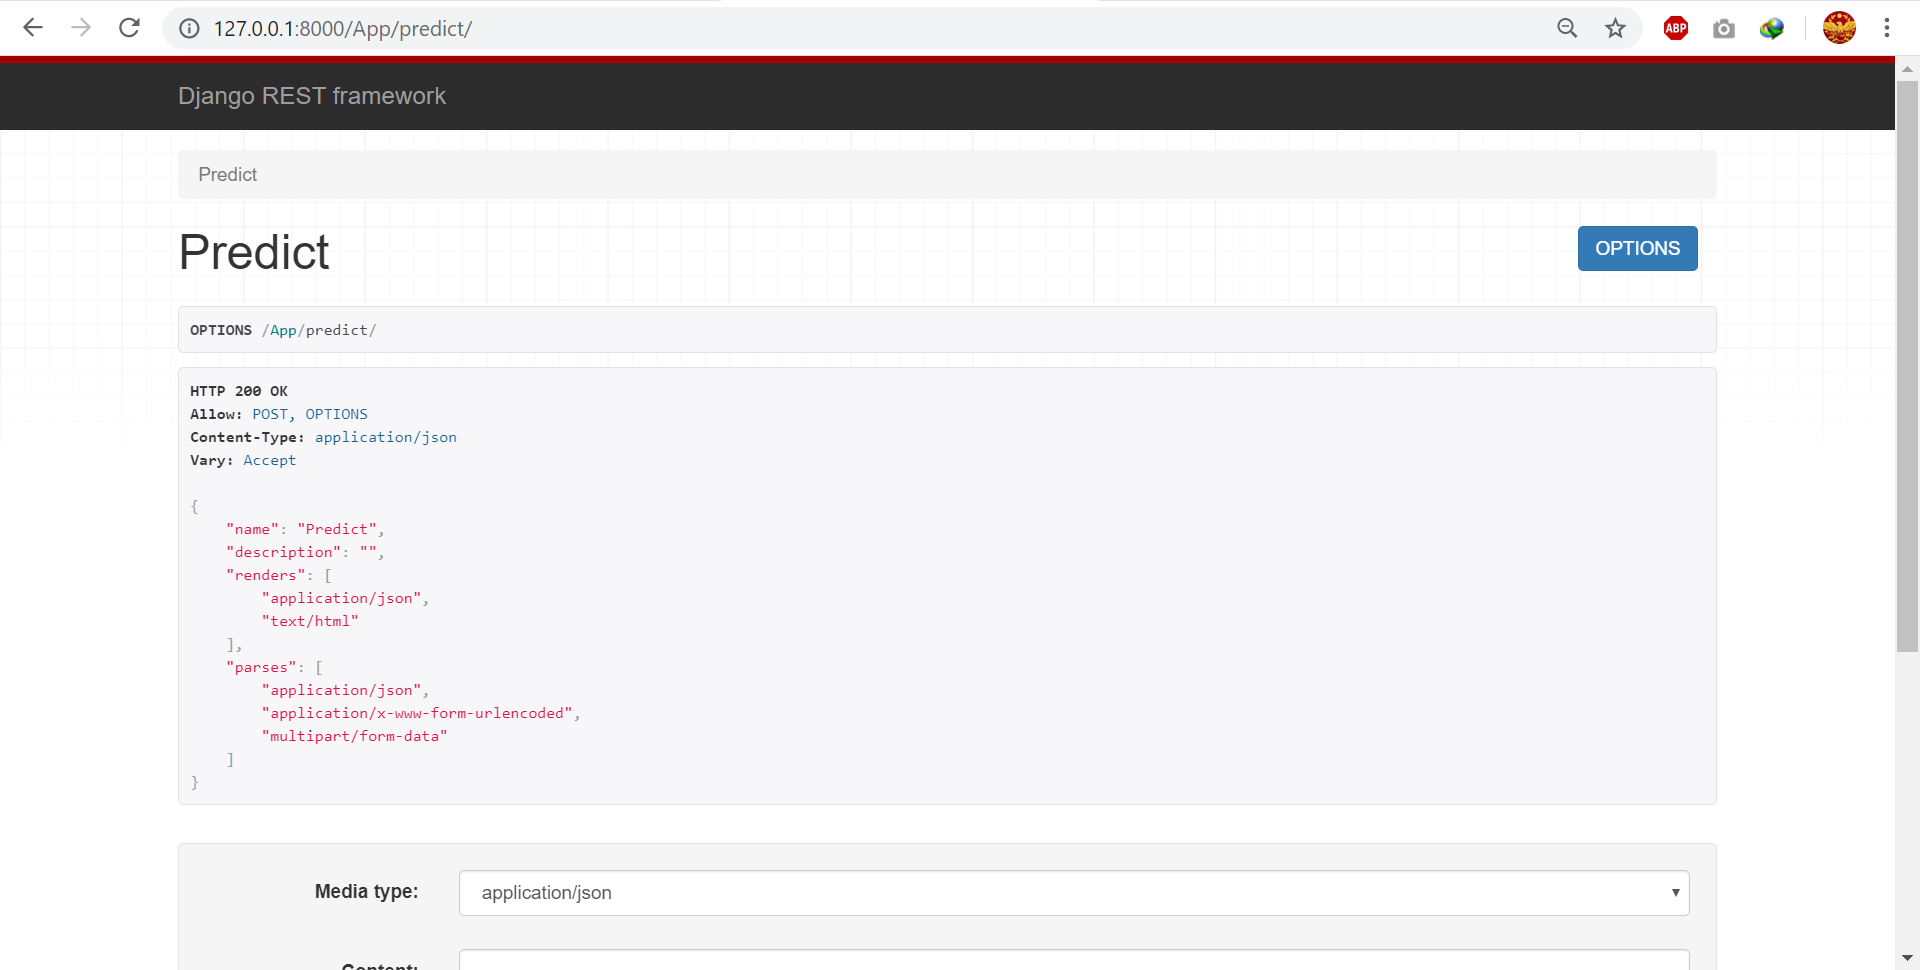 127.0.0.1:8000/App/predict/
ABP
Django REST framework
Predict
Predict
OPTIONS
OPTIONS /App/predict/
HTTP 200 OK
Allow: POST, OPTIONS
Content-Type: application/json
Vary: Accept
{
    "name": "Predict",
    "description": "",
    "renders": [
        "application/json",
        "text/html"
    ],
    "parses": [
        "application/json",
        "application/x-www-form-urlencoded",
        "multipart/form-data"
    ]
}
Media type:
application/json
Content: